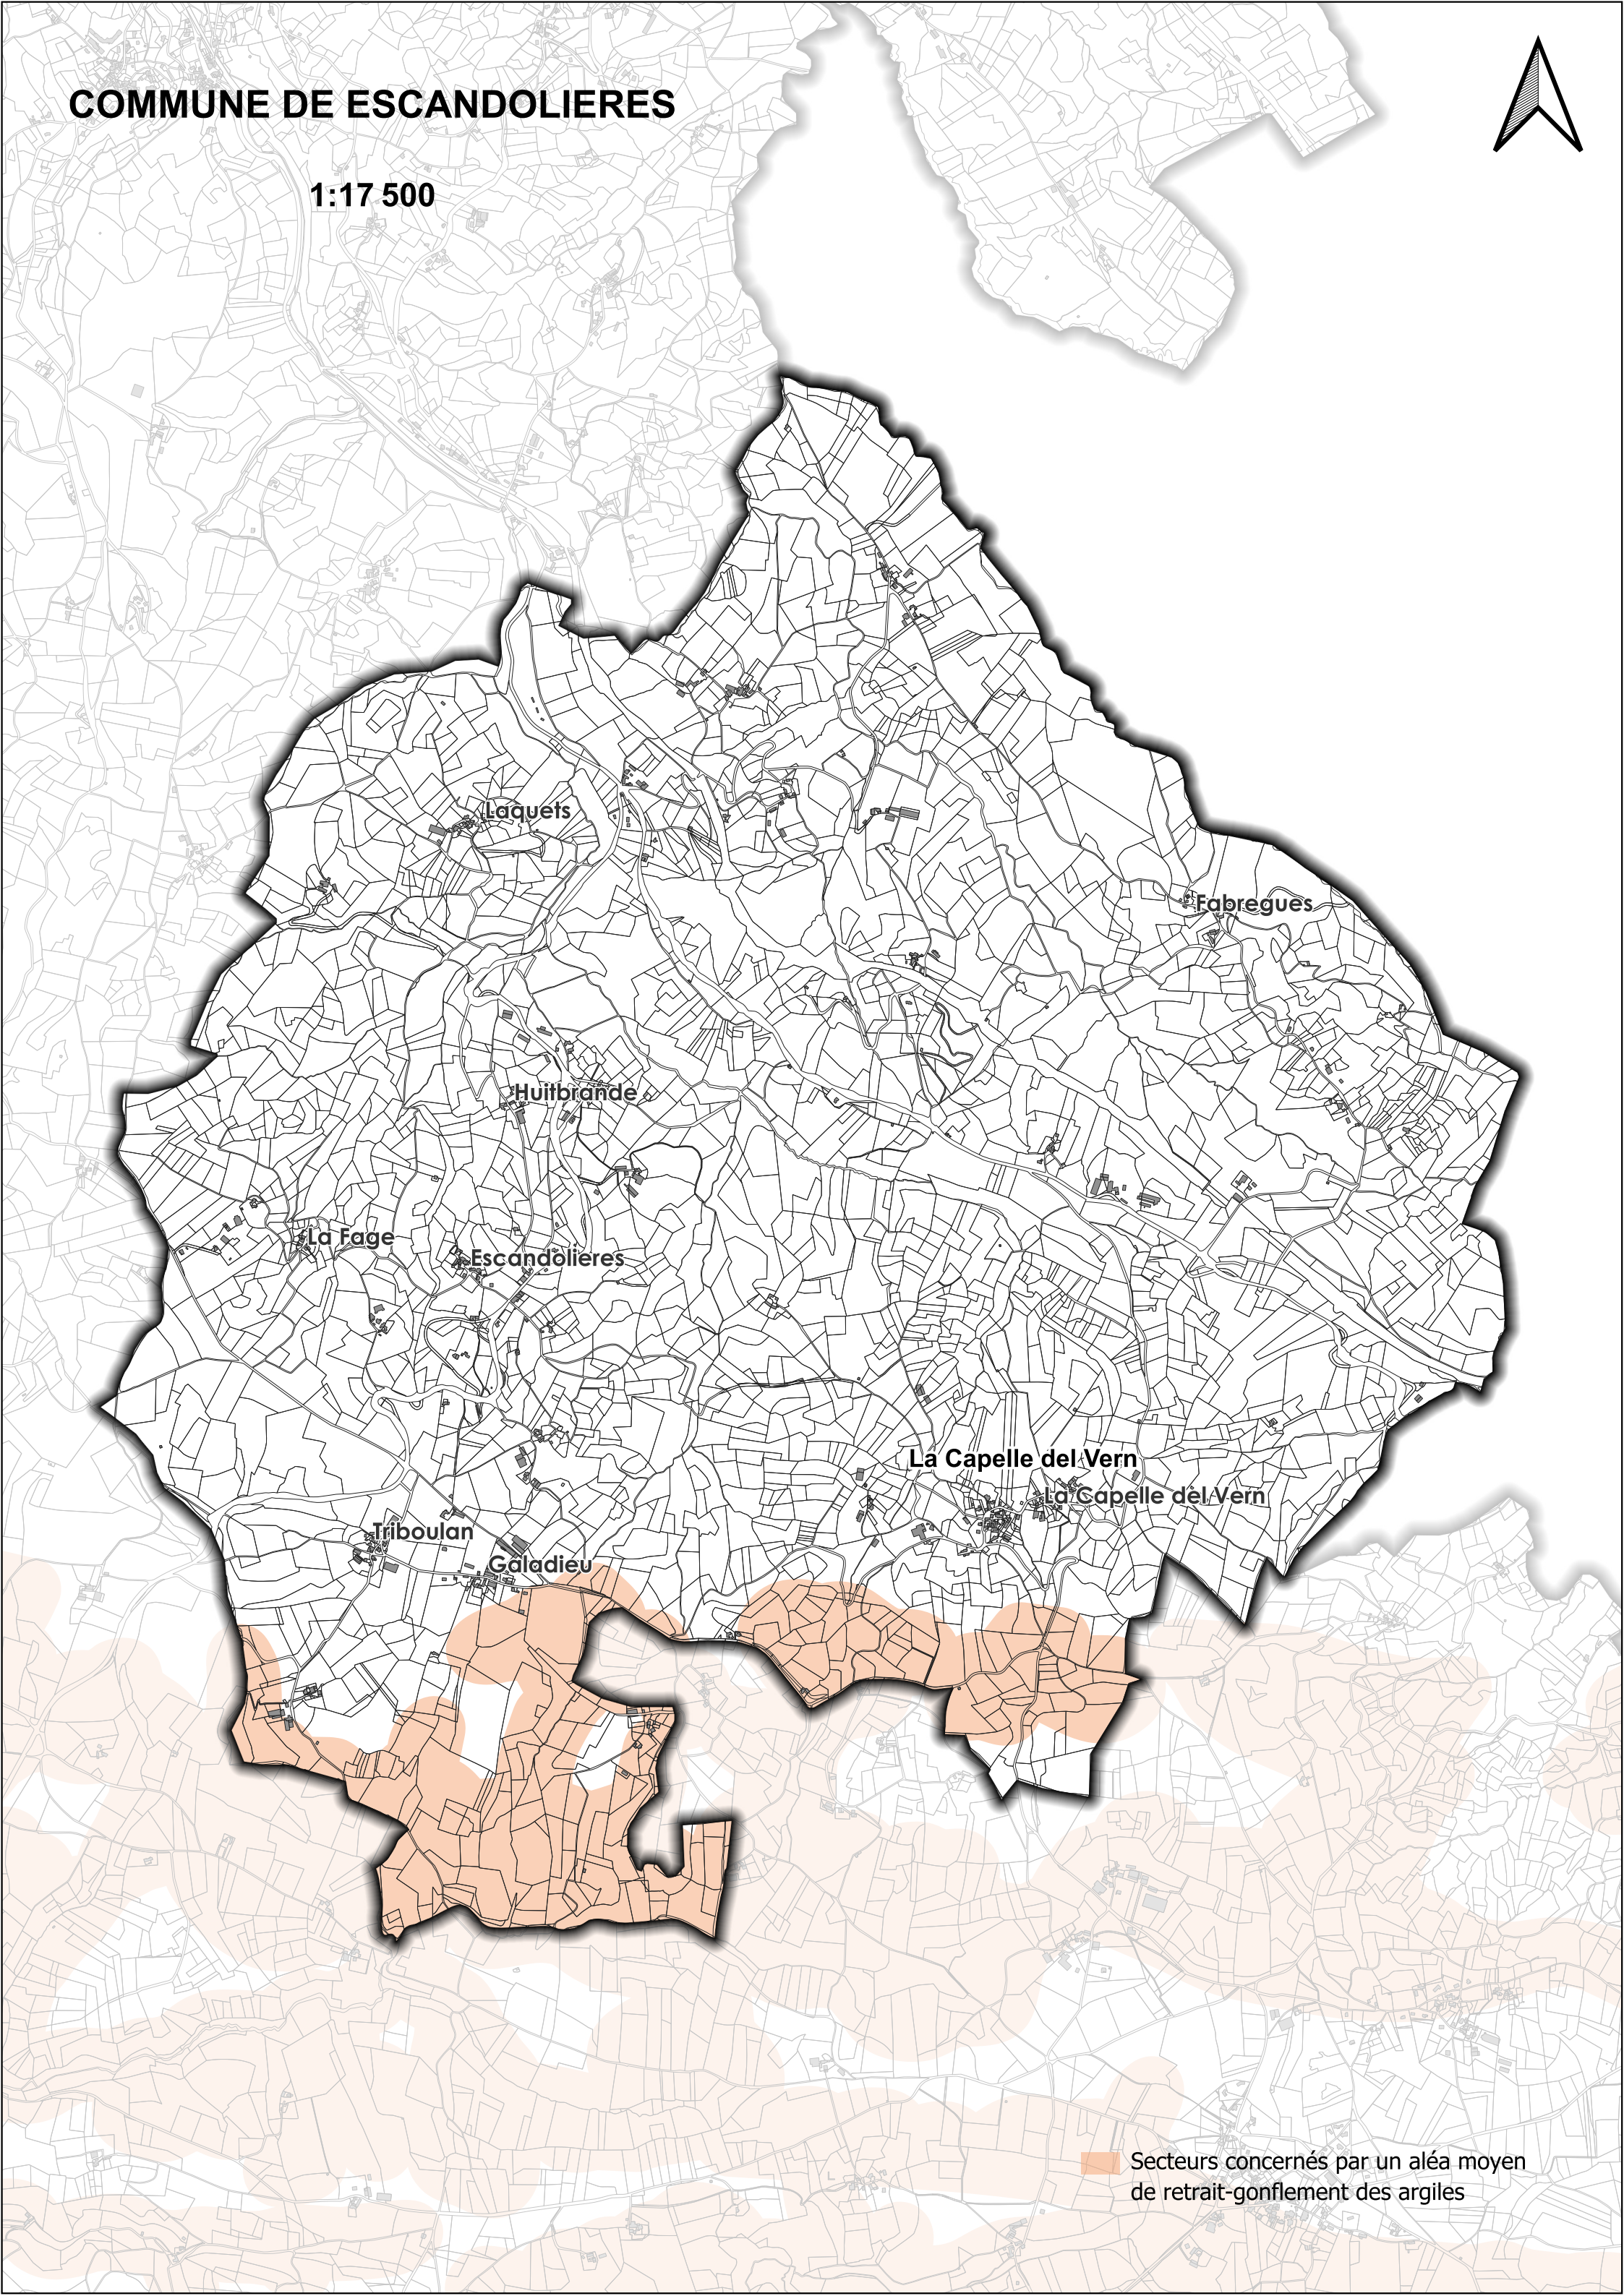 COMMUNE DE ESCANDOLIERES
1:17 500
Laquets
Fabregues
Huitbrande
La Fage
Escandolieres
La Capelle del Vern
La Capelle del Vern
Triboulan
Galadieu
Secteurs concernés par un aléa moyen
de retrait-gonflement des argiles